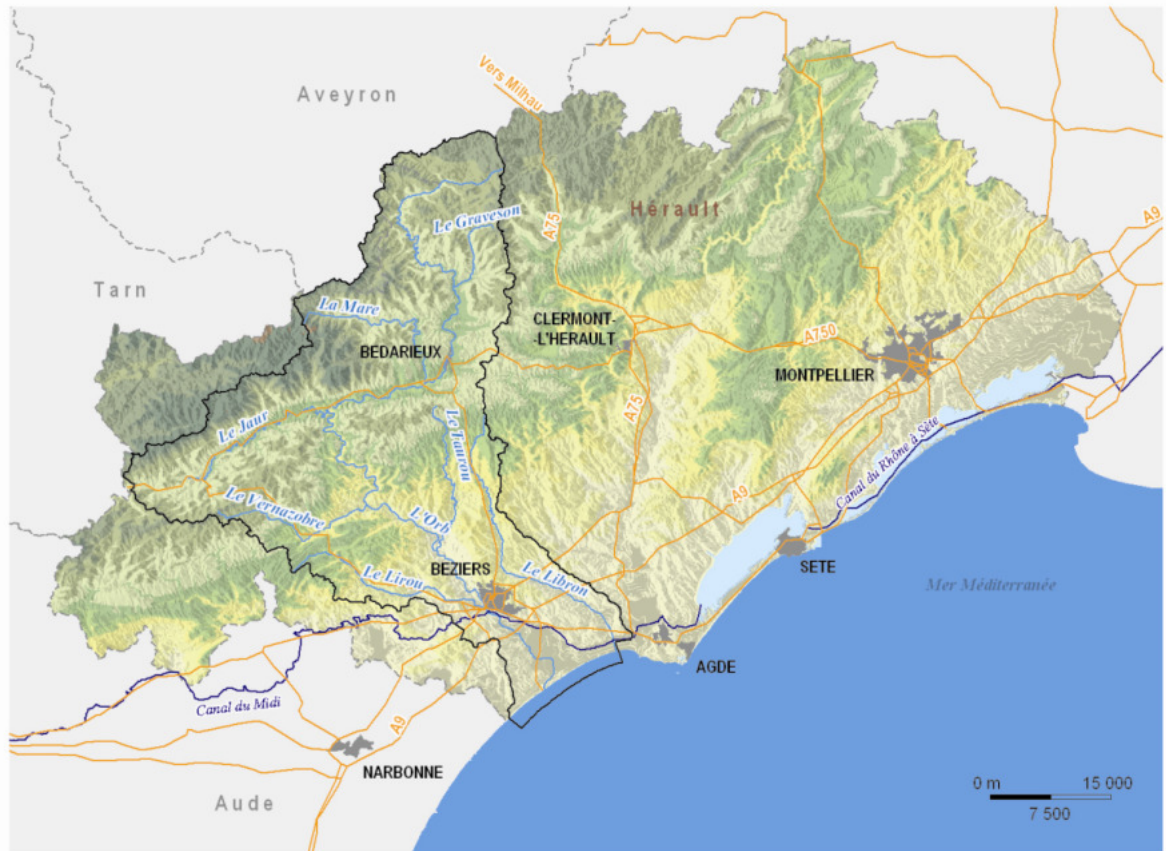 Aveyron
Vers Milhau
Le Graveson
Hérault
A75
A9
Tarn
La Mare
CLERMONT-
-L'HERAULT
BEDARIEUX
A750
MONTPELLIER
Le Jaur
Le Taurou
A75
Canal du Rhône à Sète
Le Vernazobre
L'Orb
A9
BEZIERS
Le Lirou
Le Libron
SETE
Mer Méditerranée
AGDE
Canal du Midi
A9
NARBONNE
Aude
0 m 15 000
7 500